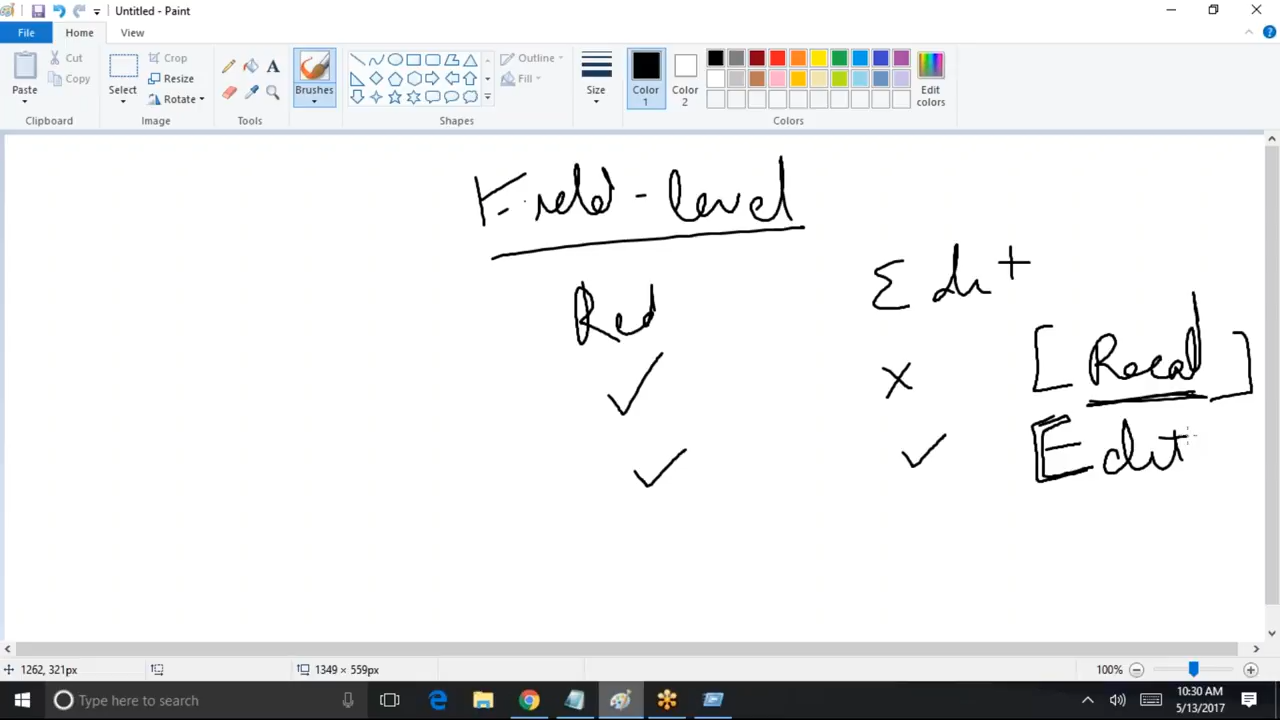 Untitled - Paint
File Home View
Cut
Copy
Paste
Clipboard
Crop
Resize
Rotate
Select
Image
Tools
Brushes
Outline
Fill
Shapes
Size
Color 1
Color 2
Edit colors
Colors
Field-level
Red Edit
✓ x [ Recod ]
✓ ✓ Edit
1262, 321px
1349 × 559px
100%
Type here to search
10:30 AM
5/13/2017